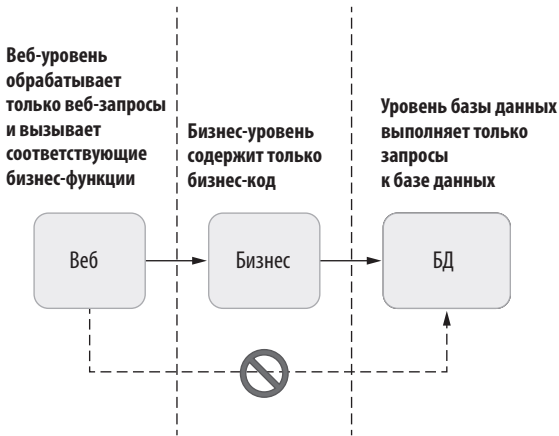 Веб-уровень
обрабатывает
только веб-запросы
и вызывает
соответствующие
бизнес-функции
Бизнес-уровень
содержит только
бизнес-код
Уровень базы данных
выполняет только
запросы
к базе данных
Веб
Бизнес
БД